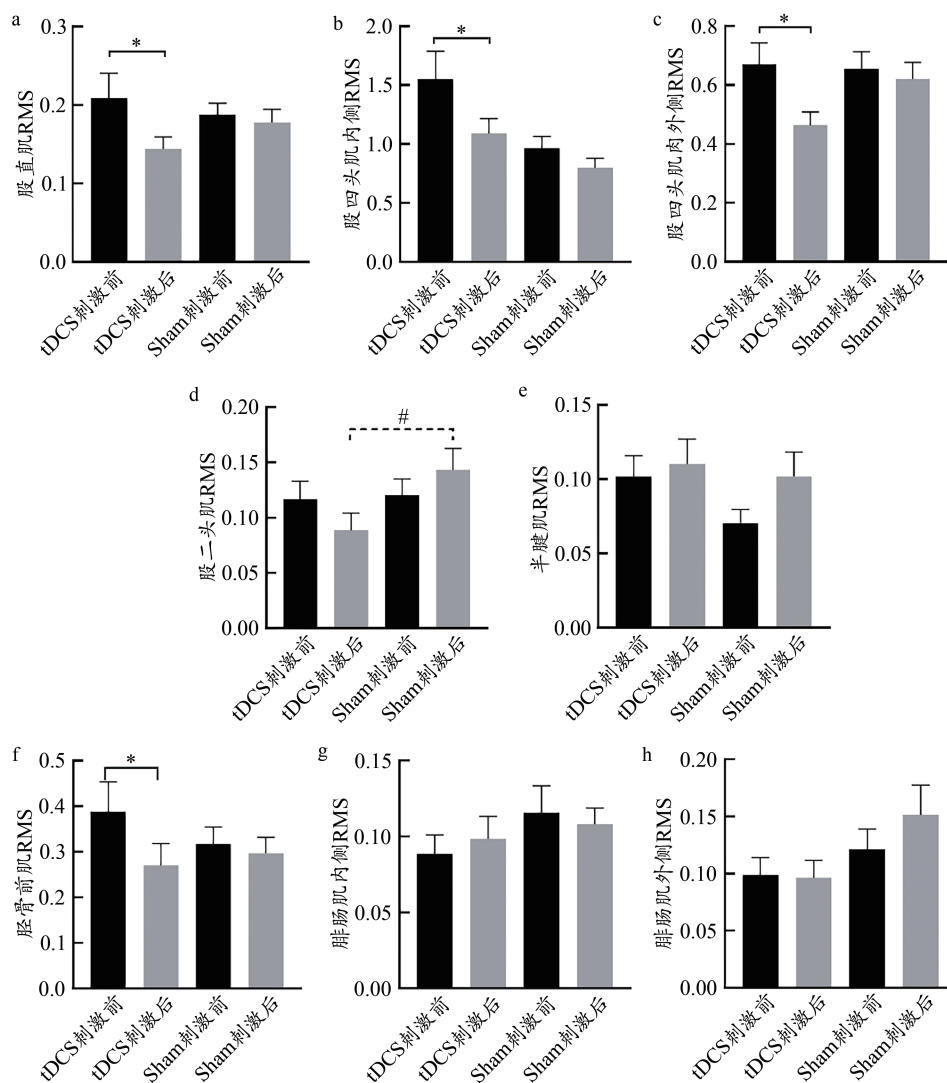 a
0.3
0.2
0.1
0.0
股直肌RMS
*
tDCS刺激前
tDCS刺激后
Sham刺激前
Sham刺激后
b
2.0
1.5
1.0
0.5
0.0
股四头肌内侧RMS
*
tDCS刺激前
tDCS刺激后
Sham刺激前
Sham刺激后
c
0.8
0.6
0.4
0.2
0.0
股四头肌肉外侧RMS
*
tDCS刺激前
tDCS刺激后
Sham刺激前
Sham刺激后
d
0.20
0.15
0.10
0.05
0.00
股二头肌RMS
#
tDCS刺激前
tDCS刺激后
Sham刺激前
Sham刺激后
e
0.15
0.10
0.05
0.00
半腱肌RMS
tDCS刺激前
tDCS刺激后
Sham刺激前
Sham刺激后
f
0.5
0.4
0.3
0.2
0.1
0.0
胫骨前肌RMS
*
tDCS刺激前
tDCS刺激后
Sham刺激前
Sham刺激后
g
0.15
0.10
0.05
0.00
腓肠肌内侧RMS
tDCS刺激前
tDCS刺激后
Sham刺激前
Sham刺激后
h
0.20
0.15
0.10
0.05
0.00
腓肠肌外侧RMS
tDCS刺激前
tDCS刺激后
Sham刺激前
Sham刺激后